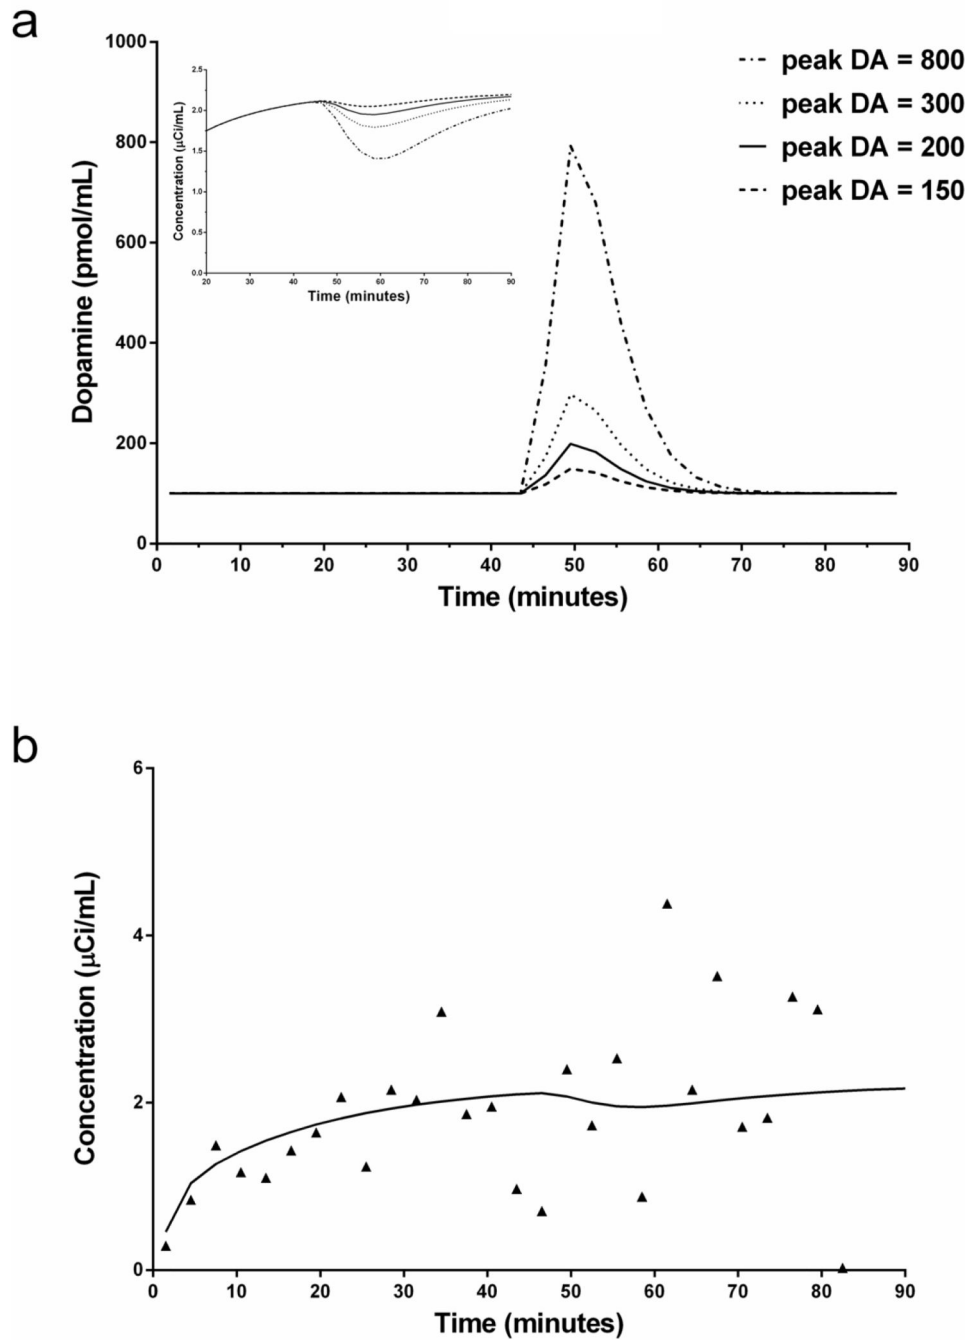 a
1000
800
600
400
200
0
Dopamine (pmol/mL)
0 10 20 30 40 50 60 70 80 90
Time (minutes)
peak DA = 800
peak DA = 300
peak DA = 200
peak DA = 150
2.5
2.0
1.5
1.0
0.5
0.0
Concentration (μCi/mL)
20 30 40 50 60 70 80 90
Time (minutes)
b
6
4
2
0
Concentration (μCi/mL)
0 10 20 30 40 50 60 70 80 90
Time (minutes)